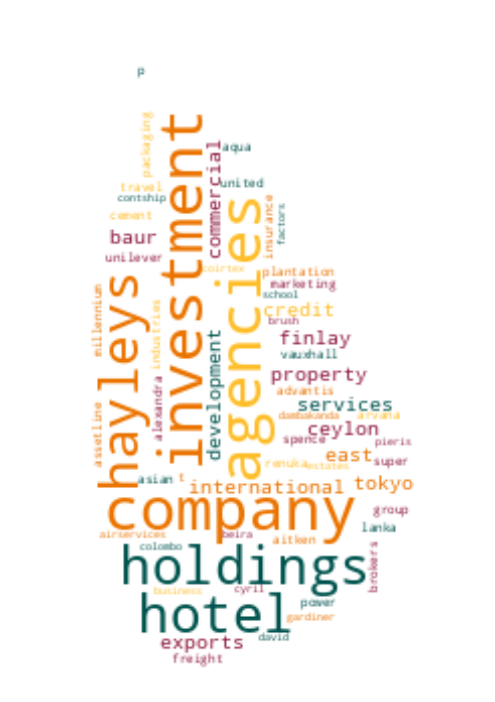 p
packaging
investment
commercial
aqua
travel
united
contship
agencies
insurance
factors
cement
baur
unilever
coirtex
plantation
hayleys
marketing
millennium
school
industries
credit
brush
development
finlay
vauxhall
alexandra
property
advantis
assetline
services
dambakanda
arvana
ceylon
spence
pieris
east
renuka
estates
super
asian
t
international
tokyo
company
group
lanka
airservices
beira
aitken
colombo
brokers
holdings
business
cyril
power
hotel
gardiner
david
exports
freight